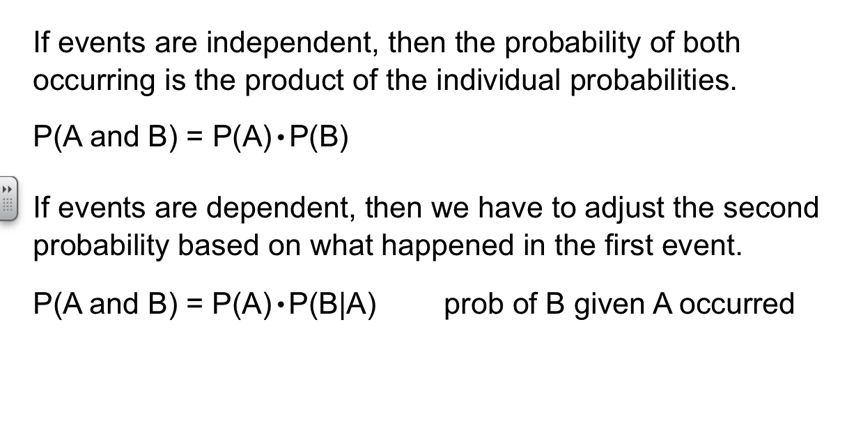 If events are independent, then the probability of both
occurring is the product of the individual probabilities.
P(A and B) = P(A)•P(B)
If events are dependent, then we have to adjust the second
probability based on what happened in the first event.
P(A and B) = P(A)•P(B|A) prob of B given A occurred